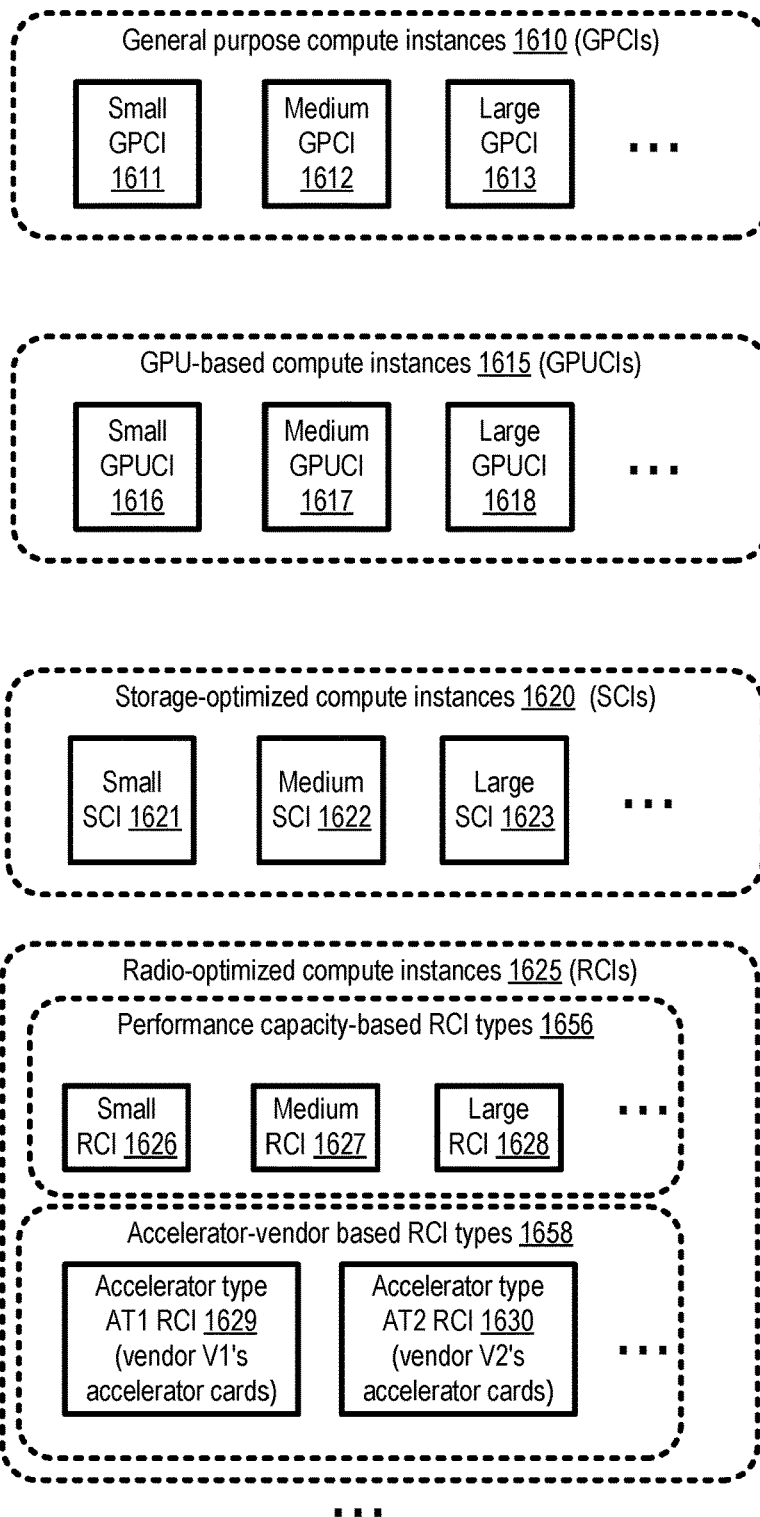 General purpose compute instances 1610 (GPCIs)
Small
GPCI
1611
Medium
GPCI
1612
Large
GPCI
1613
...
GPU-based compute instances 1615 (GPUCIs)
Small
GPUCI
1616
Medium
GPUCI
1617
Large
GPUCI
1618
...
Storage-optimized compute instances 1620 (SCIs)
Small
SCI 1621
Medium
SCI 1622
Large
SCI 1623
...
Radio-optimized compute instances 1625 (RCIs)
Performance capacity-based RCI types 1656
Small
RCI 1626
Medium
RCI 1627
Large
RCI 1628
...
Accelerator-vendor based RCI types 1658
Accelerator type
AT1 RCI 1629
(vendor V1's
accelerator cards)
Accelerator type
AT2 RCI 1630
(vendor V2's
accelerator cards)
...
...